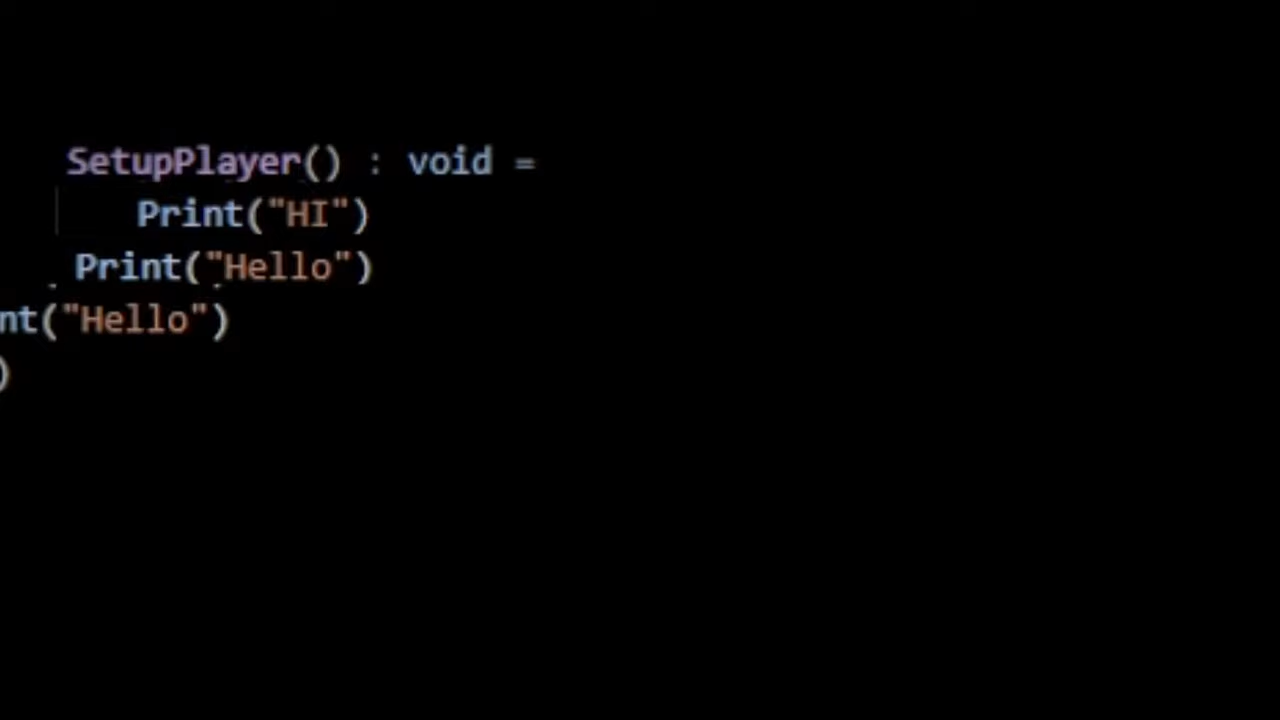 SetupPlayer() : void =
Print("HI")
Print("Hello")
nt("Hello")
)